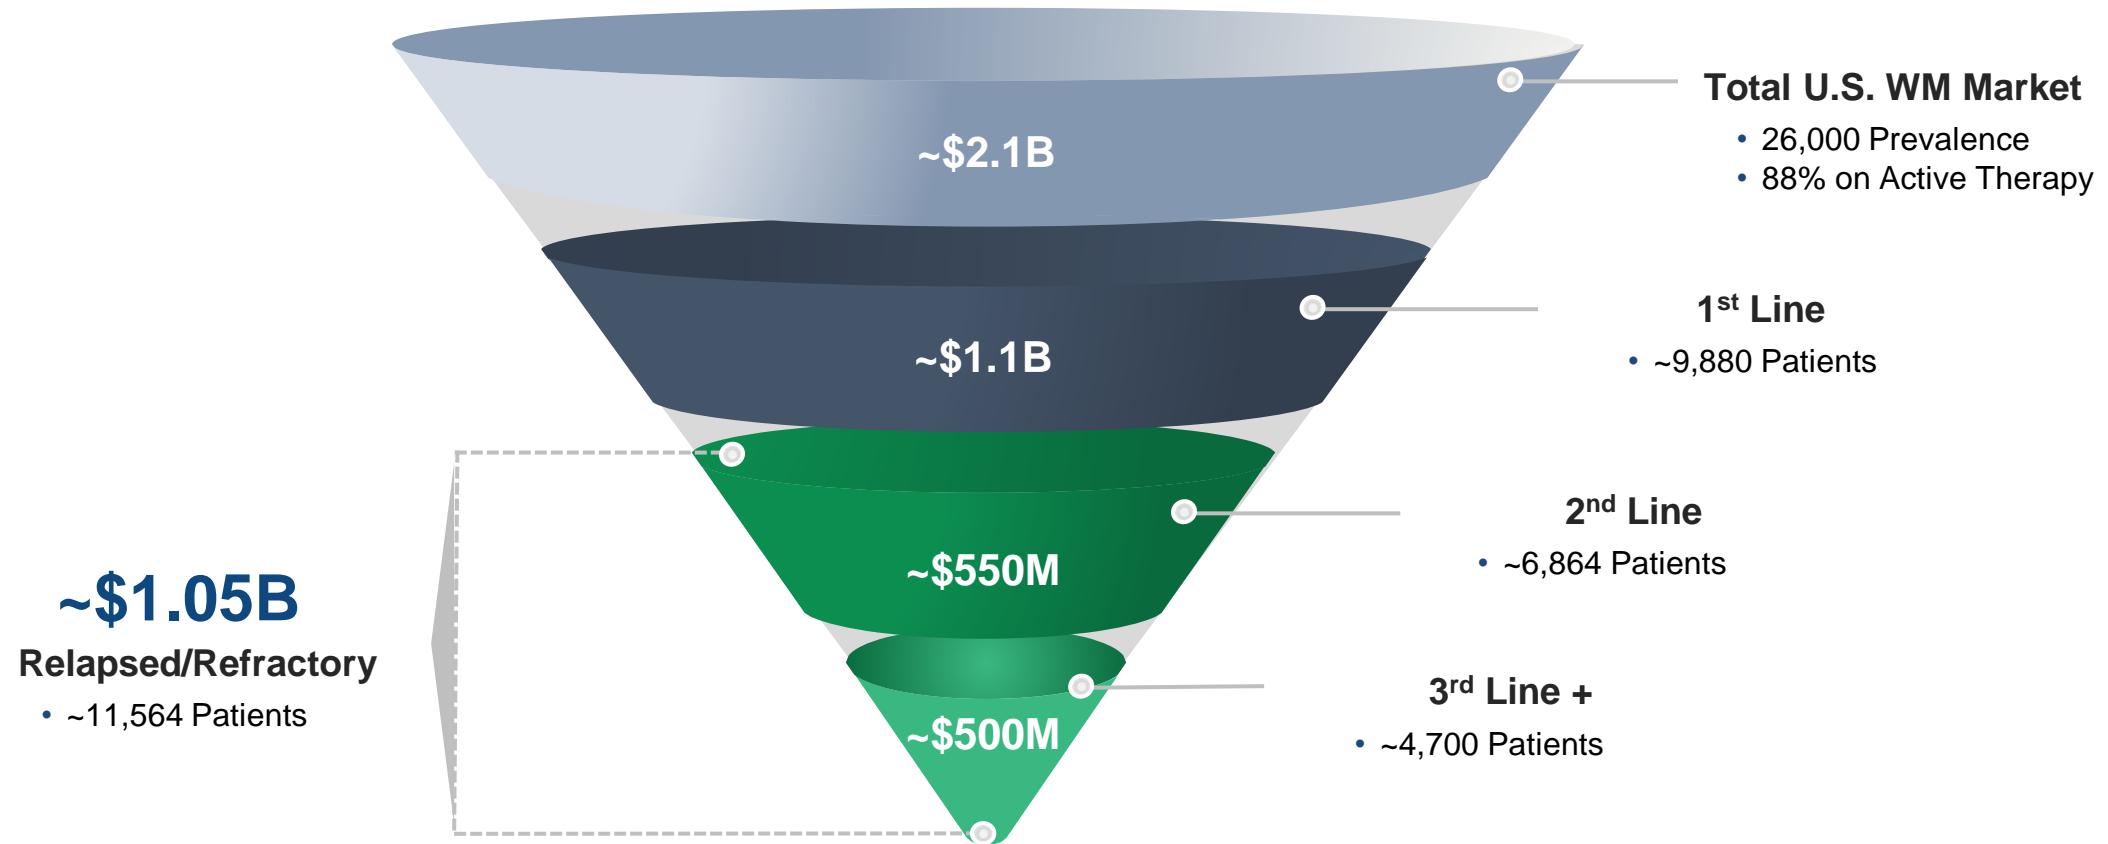 ~$2.1B
Total U.S. WM Market
• 26,000 Prevalence
• 88% on Active Therapy
~$1.1B
1st Line
• ~9,880 Patients
~$550M
2nd Line
• ~6,864 Patients
~$1.05B
Relapsed/Refractory
• ~11,564 Patients
~$500M
3rd Line +
• ~4,700 Patients